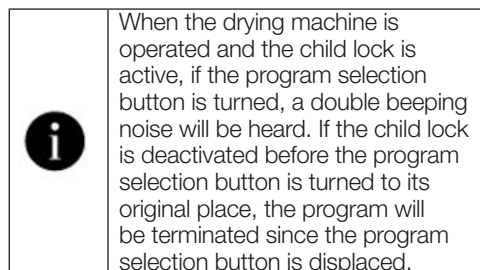 When the drying machine is
operated and the child lock is
active, if the program selection
button is turned, a double beeping
noise will be heard. If the child lock
is deactivated before the program
selection button is turned to its
original place, the program will
be terminated since the program
selection button is displaced.